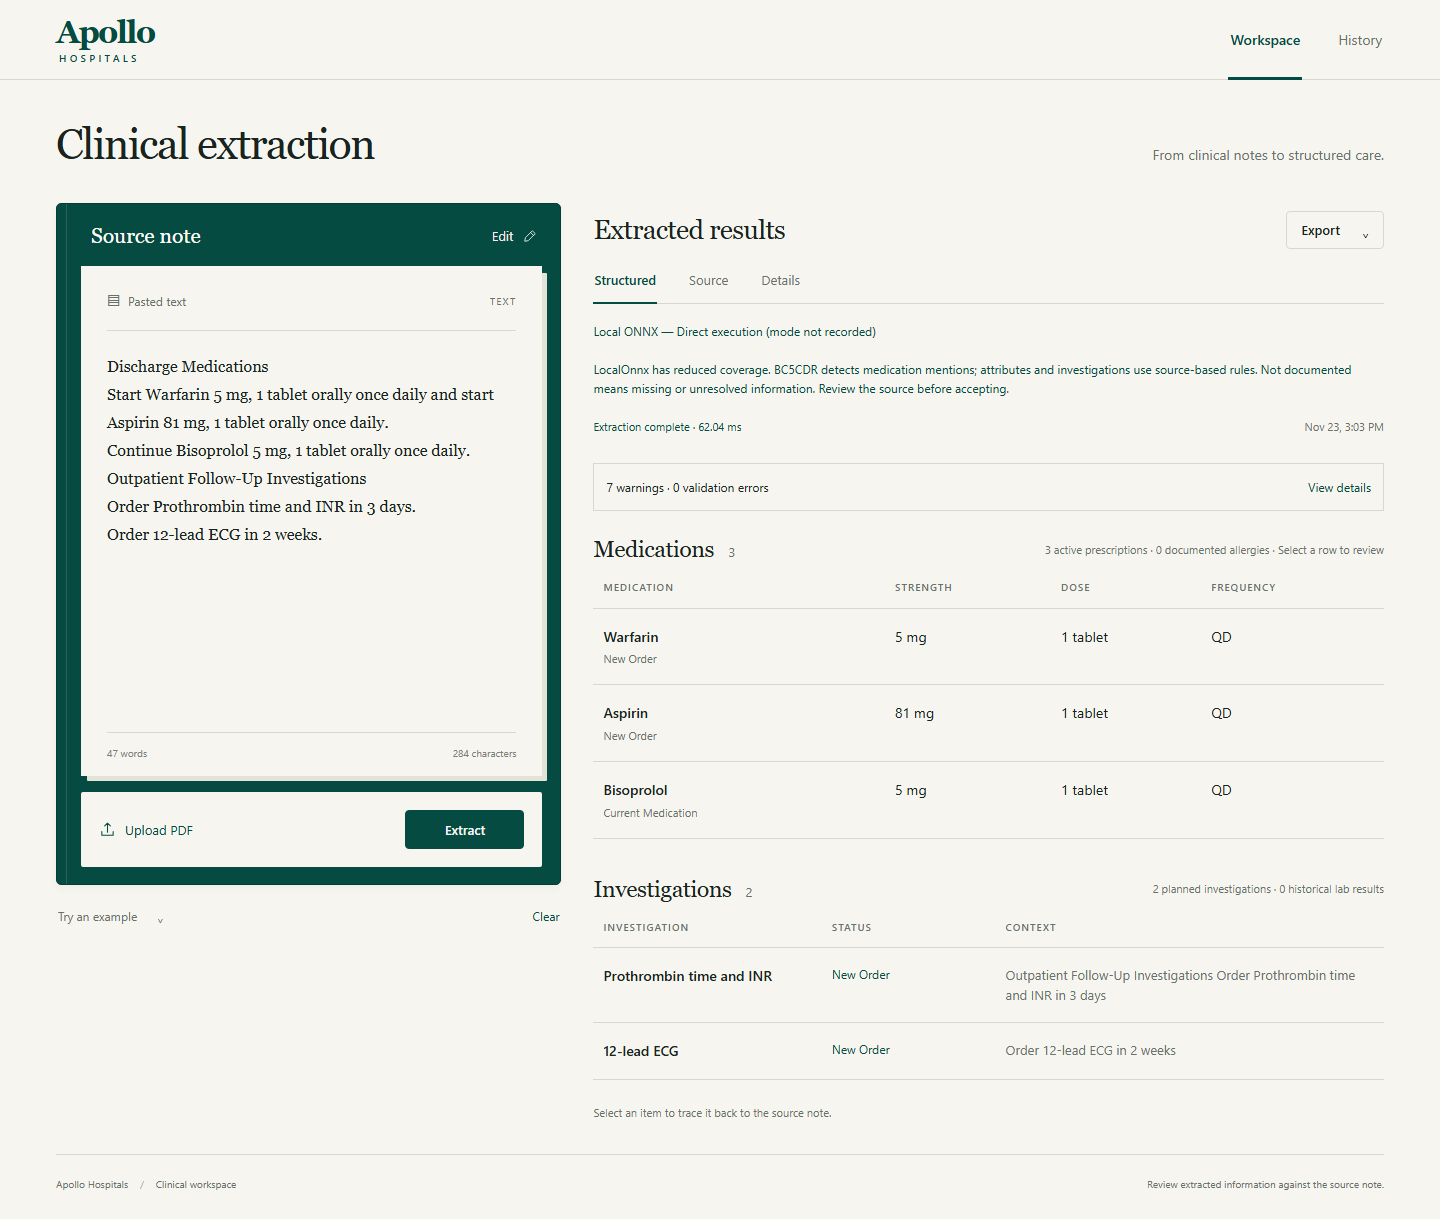 Apollo
HOSPITALS
Workspace
History
Clinical extraction
From clinical notes to structured care.
Source note
Edit
Pasted text
TEXT
Discharge Medications
Start Warfarin 5 mg, 1 tablet orally once daily and start
Aspirin 81 mg, 1 tablet orally once daily.
Continue Bisoprolol 5 mg, 1 tablet orally once daily.
Outpatient Follow-Up Investigations
Order Prothrombin time and INR in 3 days.
Order 12-lead ECG in 2 weeks.
47 words
284 characters
Upload PDF
Extract
Try an example
Clear
Extracted results
Export
Structured
Source
Details
Local ONNX — Direct execution (mode not recorded)
LocalOnnx has reduced coverage. BC5CDR detects medication mentions; attributes and investigations use source-based rules. Not documented
means missing or unresolved information. Review the source before accepting.
Extraction complete · 62.04 ms
Nov 23, 3:03 PM
7 warnings · 0 validation errors
View details
Medications 3
3 active prescriptions · 0 documented allergies · Select a row to review
MEDICATION STRENGTH DOSE FREQUENCY
Warfarin 5 mg 1 tablet QD
New Order
Aspirin 81 mg 1 tablet QD
New Order
Bisoprolol 5 mg 1 tablet QD
Current Medication
Investigations 2
2 planned investigations · 0 historical lab results
INVESTIGATION STATUS CONTEXT
Prothrombin time and INR New Order Outpatient Follow-Up Investigations Order Prothrombin time
and INR in 3 days
12-lead ECG New Order Order 12-lead ECG in 2 weeks
Select an item to trace it back to the source note.
Apollo Hospitals / Clinical workspace
Review extracted information against the source note.